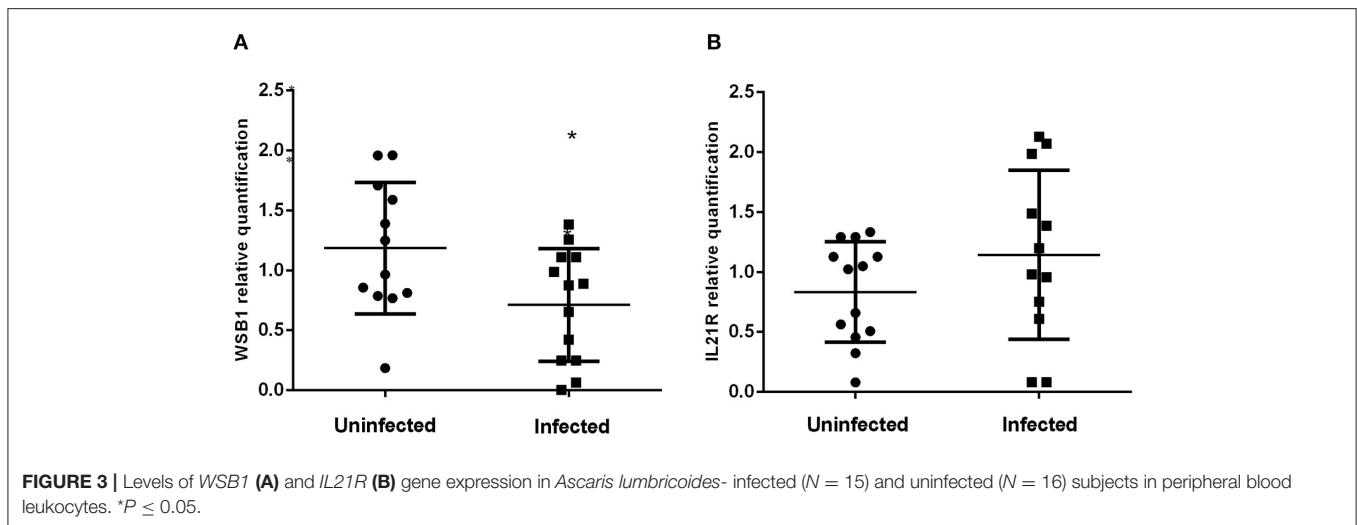 A
B
2.5
2.0
1.5
1.0
0.5
0.0
WSB1 relative quantification
*
*
*
*
Uninfected
Infected
2.5
2.0
1.5
1.0
0.5
0.0
IL21R relative quantification
Uninfected
Infected
FIGURE 3 | Levels of WSB1 (A) and IL21R (B) gene expression in Ascaris lumbricoides- infected (N = 15) and uninfected (N = 16) subjects in peripheral blood
leukocytes. *P ≤ 0.05.